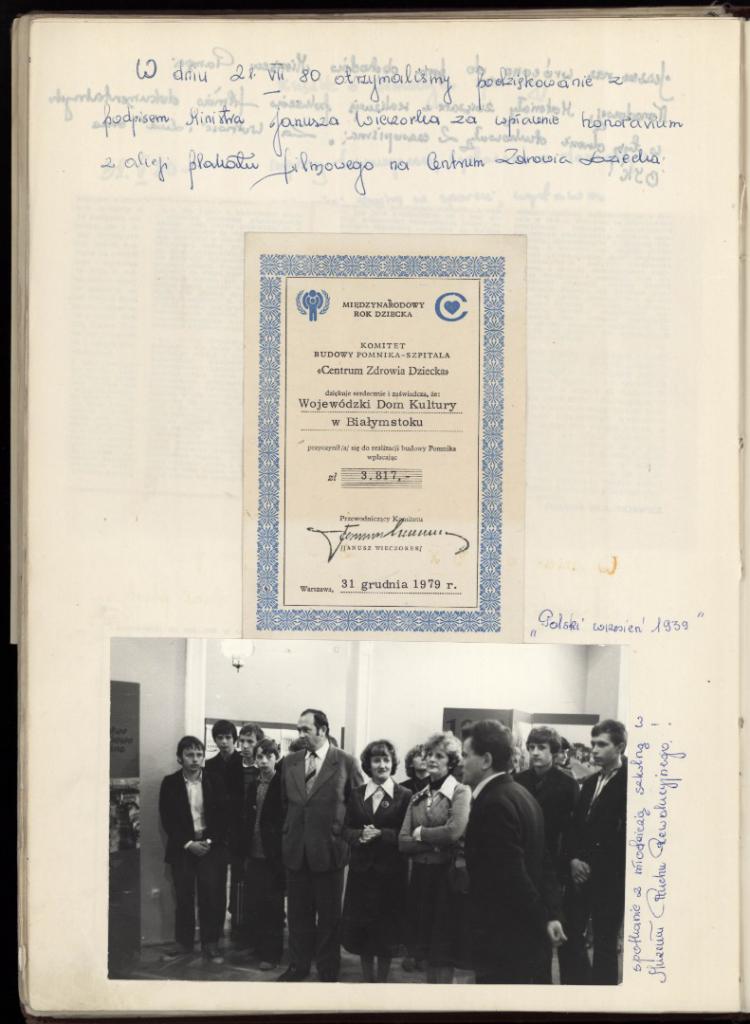 W dniu 21 VII 80 otrzymaliśmy podziękowanie z
podpisem Ministra Janusza Wieczorka za wpłacenie honorarium
z akcji plakatu filmowego na Centrum Zdrowia Dziecka.
MIĘDZYNARODOWY
ROK DZIECKA
KOMITET
BUDOWY POMNIKA-SZPITALA
«Centrum Zdrowia Dziecka»
dziękuje serdecznie i zaświadcza, że:
Wojewódzki Dom Kultury
w Białymstoku
przyczynił/a/ się do realizacji budowy Pomnika
wpłacając
zł 3.817,-
Przewodniczący Komitetu
/JANUSZ WIECZOREK/
Warszawa, 31 grudnia 1979 r.
„Polski wrzesień 1939"
spotkanie z młodzieżą szkolną w
Muzeum Ruchu Rewolucyjnego!